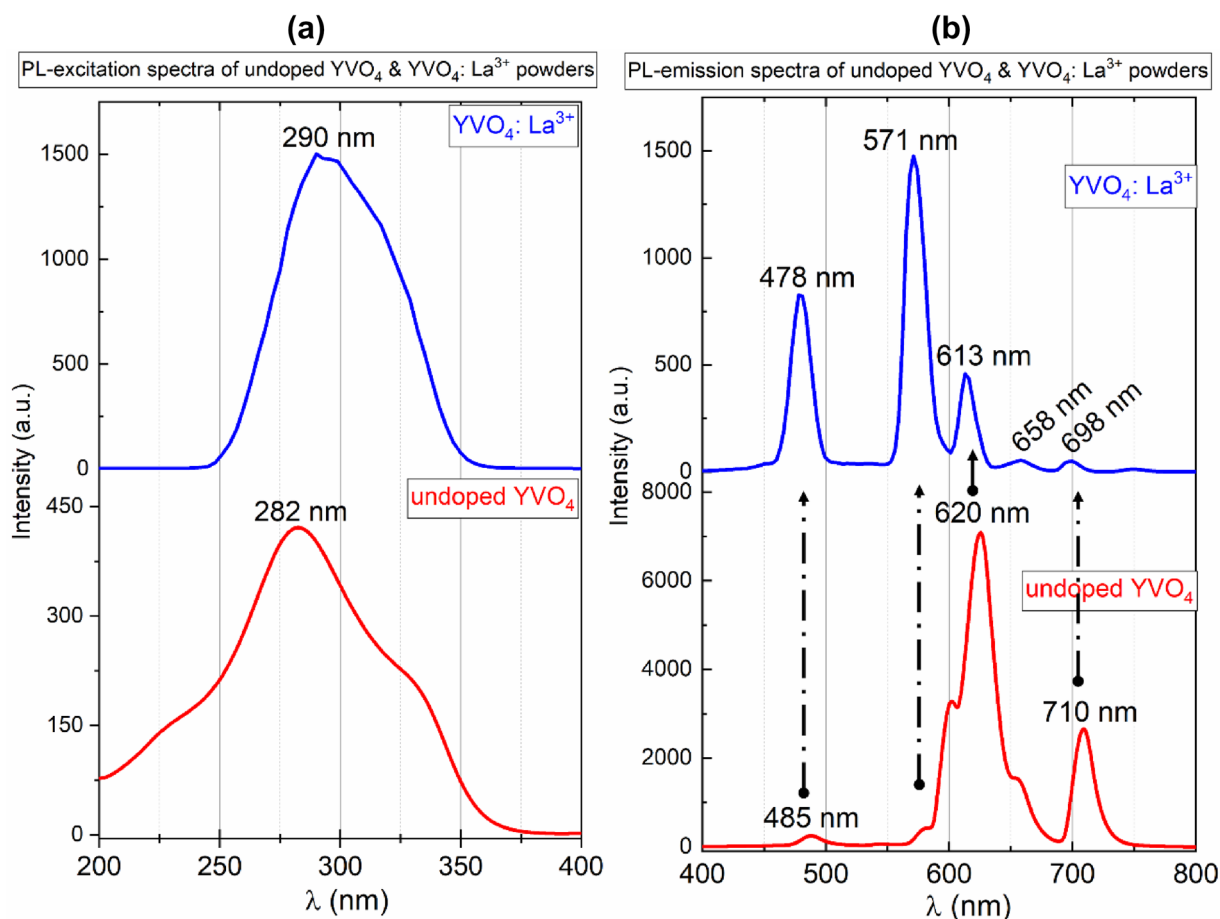 (a)
PL-excitation spectra of undoped YVO₄ & YVO₄: La³⁺ powders
YVO₄: La³⁺
290 nm
1500
1000
500
0
undoped YVO₄
282 nm
450
300
150
0
Intensity (a.u.)
200 250 300 350 400
λ (nm)
(b)
PL-emission spectra of undoped YVO₄ & YVO₄: La³⁺ powders
571 nm
YVO₄: La³⁺
478 nm
613 nm
658 nm
698 nm
1500
1000
500
0
8000
6000
4000
2000
0
620 nm
undoped YVO₄
710 nm
485 nm
Intensity (a.u.)
400 500 600 700 800
λ (nm)